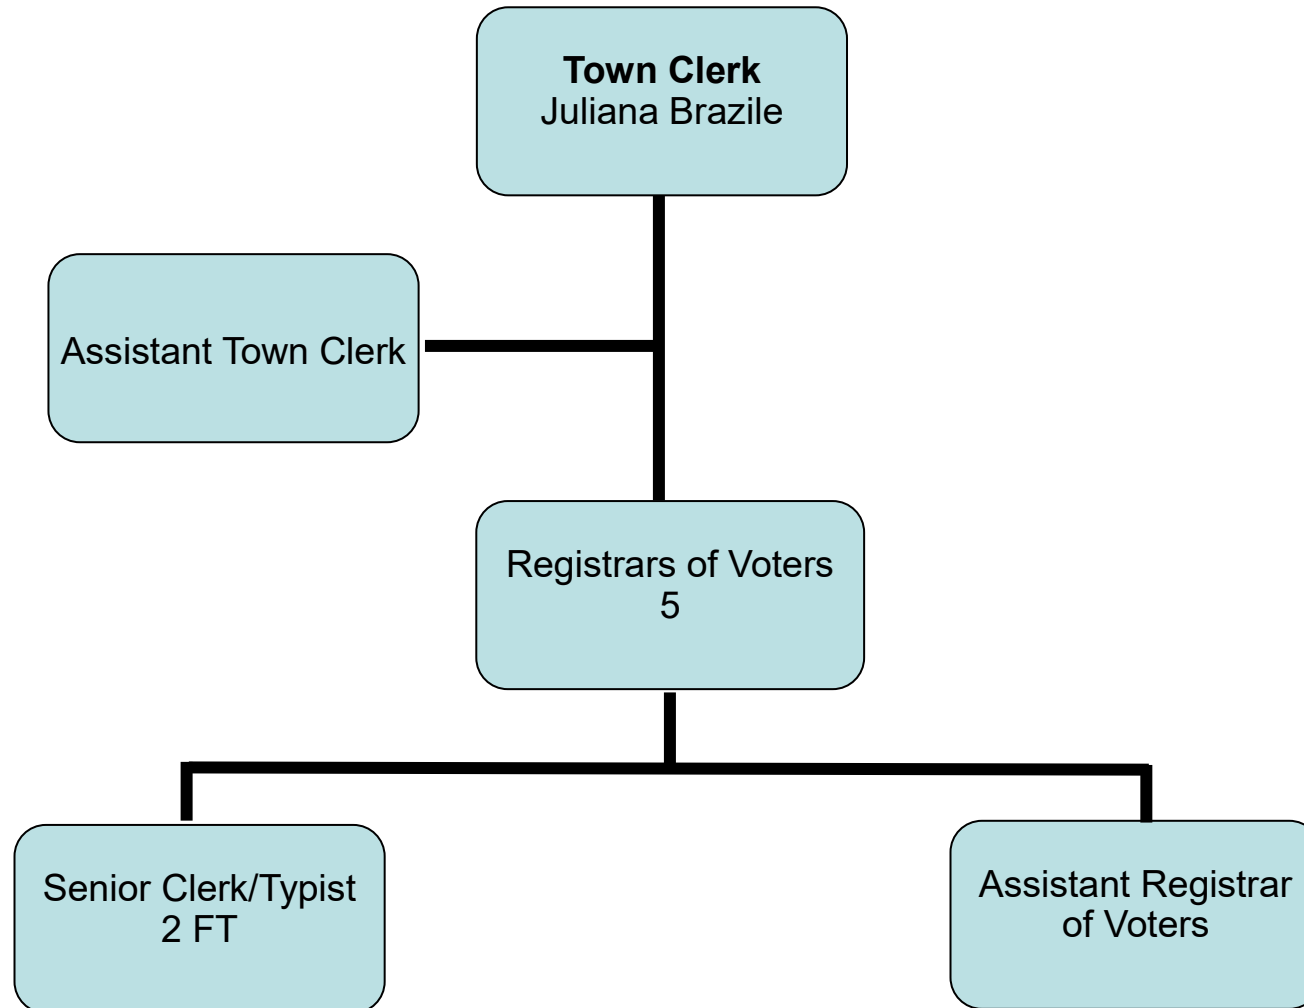 Town Clerk
Juliana Brazile
Assistant Town Clerk
Registrars of Voters
5
Senior Clerk/Typist
2 FT
Assistant Registrar
of Voters